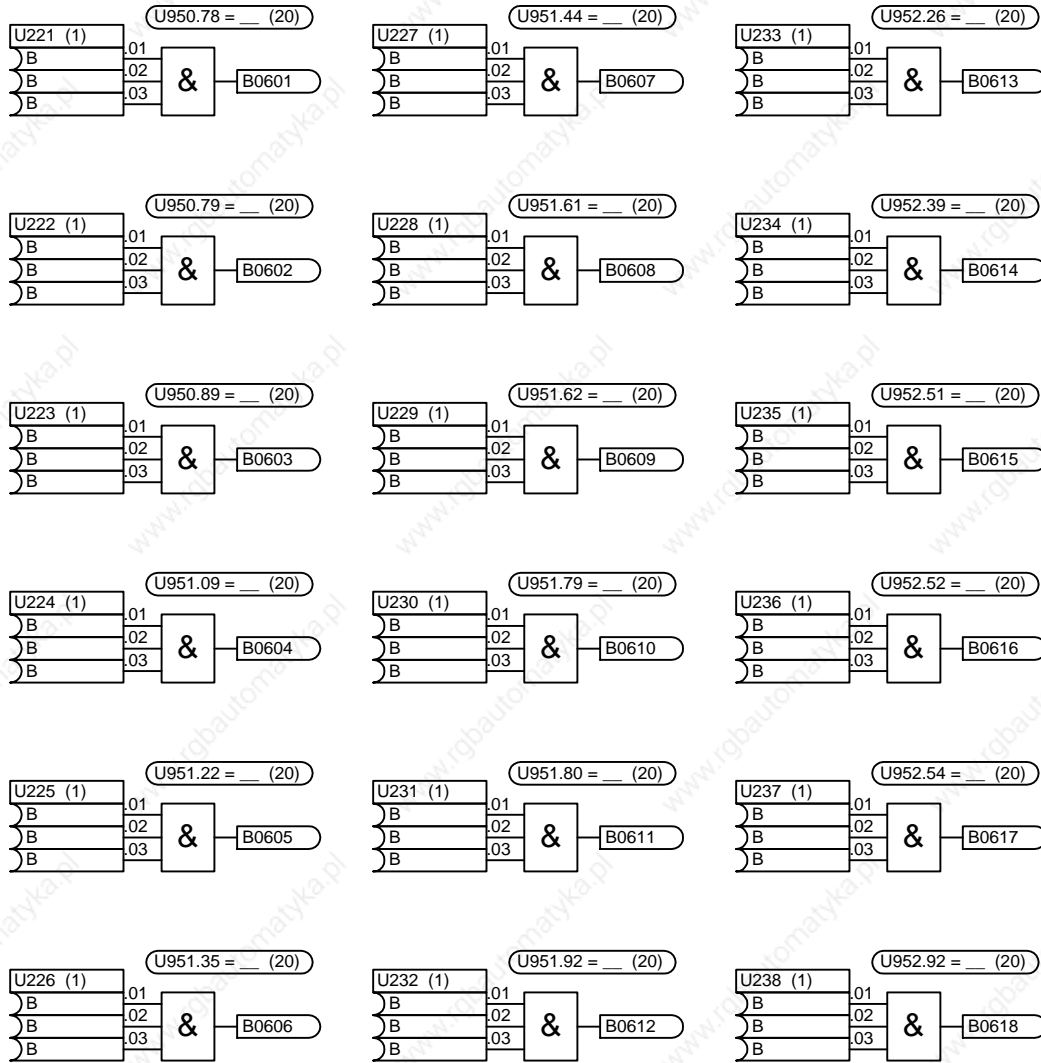 U950.78 = __ (20)
U221 (1)
B .01
B .02
B .03
&
B0601
U951.44 = __ (20)
U227 (1)
B .01
B .02
B .03
&
B0607
U952.26 = __ (20)
U233 (1)
B .01
B .02
B .03
&
B0613
U950.79 = __ (20)
U222 (1)
B .01
B .02
B .03
&
B0602
U951.61 = __ (20)
U228 (1)
B .01
B .02
B .03
&
B0608
U952.39 = __ (20)
U234 (1)
B .01
B .02
B .03
&
B0614
U950.89 = __ (20)
U223 (1)
B .01
B .02
B .03
&
B0603
U951.62 = __ (20)
U229 (1)
B .01
B .02
B .03
&
B0609
U952.51 = __ (20)
U235 (1)
B .01
B .02
B .03
&
B0615
U951.09 = __ (20)
U224 (1)
B .01
B .02
B .03
&
B0604
U951.79 = __ (20)
U230 (1)
B .01
B .02
B .03
&
B0610
U952.52 = __ (20)
U236 (1)
B .01
B .02
B .03
&
B0616
U951.22 = __ (20)
U225 (1)
B .01
B .02
B .03
&
B0605
U951.80 = __ (20)
U231 (1)
B .01
B .02
B .03
&
B0611
U952.54 = __ (20)
U237 (1)
B .01
B .02
B .03
&
B0617
U951.35 = __ (20)
U226 (1)
B .01
B .02
B .03
&
B0606
U951.92 = __ (20)
U232 (1)
B .01
B .02
B .03
&
B0612
U952.92 = __ (20)
U238 (1)
B .01
B .02
B .03
&
B0618
www.rgbautomatyka.pl